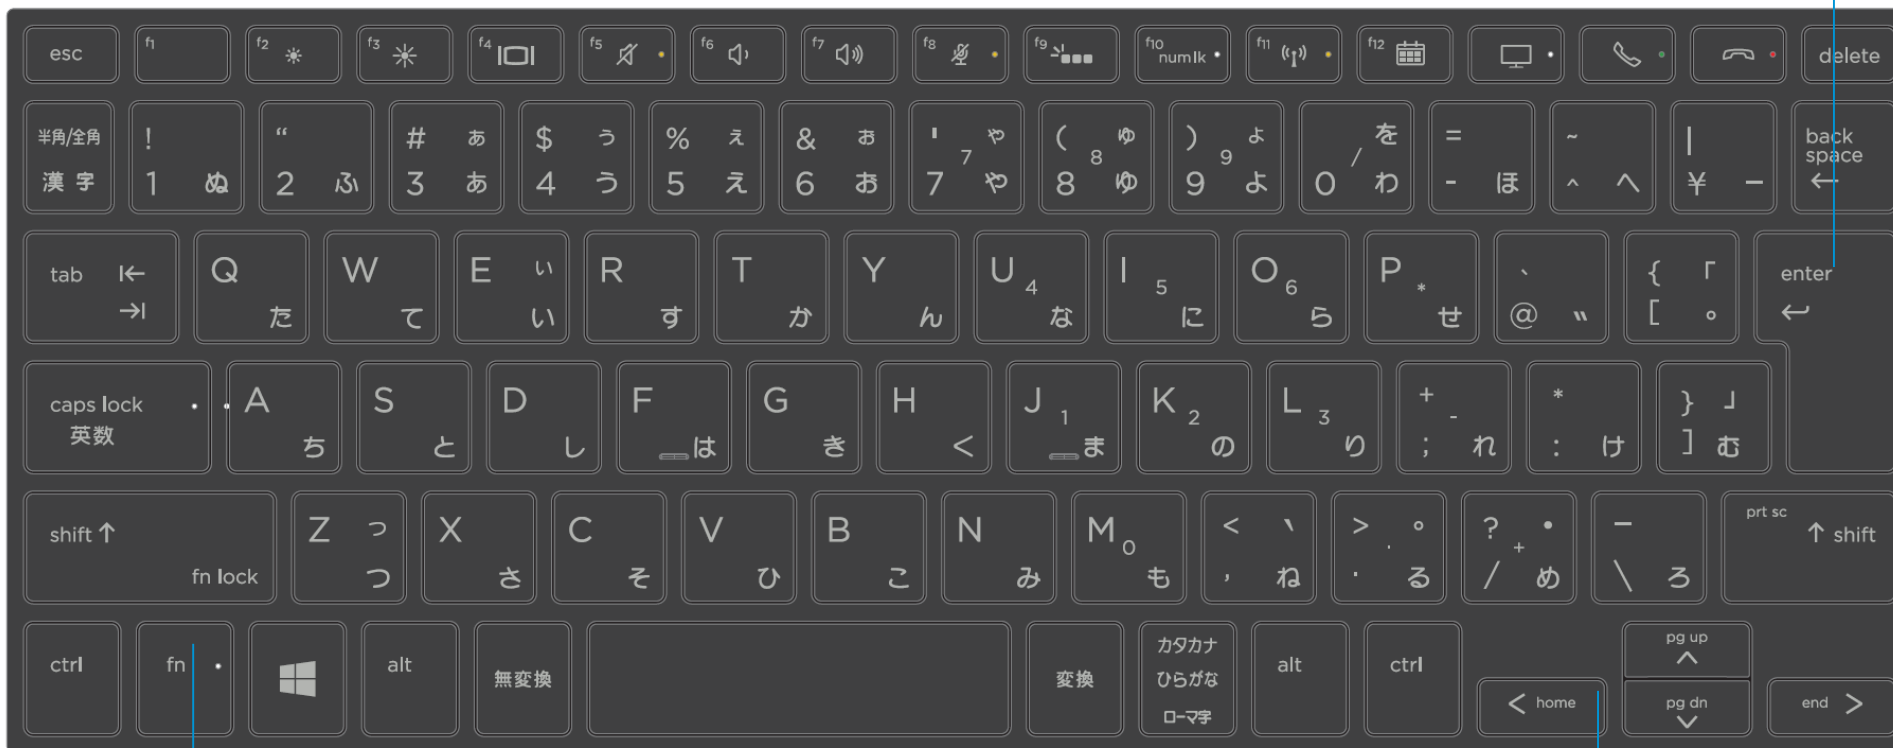 esc f1 f2 f3 f4 f5 f6 f7 f8 f9 f10 num lk f11 f12 delete
半角/全角 ! “ # ぁ $ ぅ % ぇ & ぉ ' ゃ ( ゅ ) ょ を = ~ | back
7 8 9 / space
漢字 1 ぬ 2 ふ 3 あ 4 う 5 え 6 お 7 や 8 ゆ 9 よ 0 わ - ほ ^ へ ¥ ー ←
tab Q W E ぃ R T Y U 4 I 5 O 6 P * ` { 「 enter
た て い す か ん な に ら せ @ 〃 [ 。
caps lock A S D F G H J 1 K 2 L 3 + - * } 」
英数 ち と し は き く ま の り ; れ : け ] む
shift ↑ Z っ X C V B N M 0 < 、 > 。 . ? ・ + _ prt sc ↑ shift
fn lock つ さ そ ひ こ み も , ね . る / め \ ろ
ctrl fn alt 無変換 変換 カタカナ alt ctrl pg up
ひらがな
ローマ字 < home pg dn end >